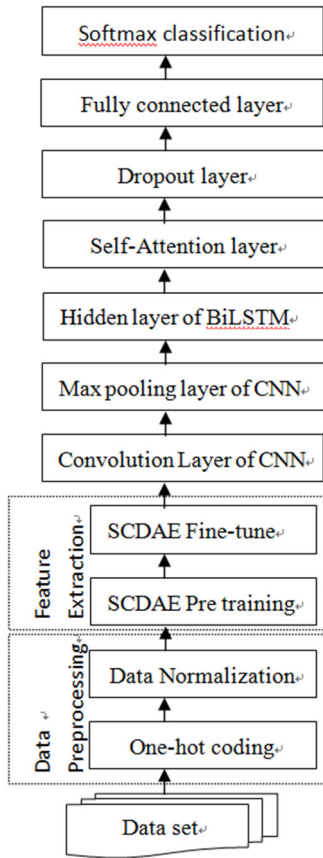 Softmax classification
Fully connected layer
Dropout layer
Self-Attention layer
Hidden layer of BiLSTM
Max pooling layer of CNN
Convolution Layer of CNN
Feature
Extraction
SCDAE Fine-tune
SCDAE Pre training
Data
Preprocessing
Data Normalization
One-hot coding
Data set